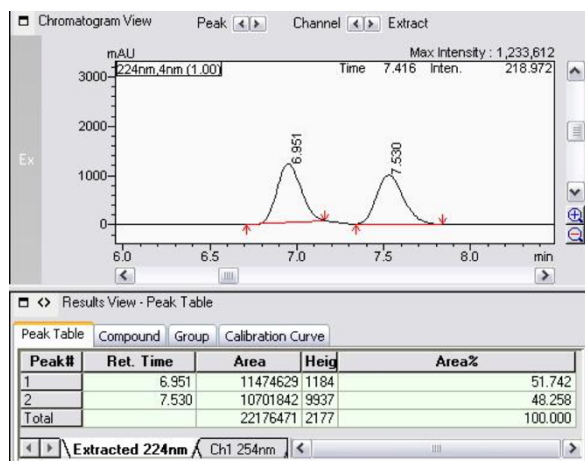 Chromatogram View Peak Channel Extract
mAU
Max Intensity : 1,233,612
224nm,4nm (1.00) Time 7.416 Inten. 218.972
3000
2000
1000
0
Ex
6.951
7.530
6.0 6.5 7.0 7.5 8.0 min
Results View - Peak Table
Peak Table Compound Group Calibration Curve
Peak# Ret. Time Area Heig Area%
1 6.951 11474629 1184 51.742
2 7.530 10701842 9937 48.258
Total 22176471 2177 100.000
Extracted 224nm Ch1 254nm